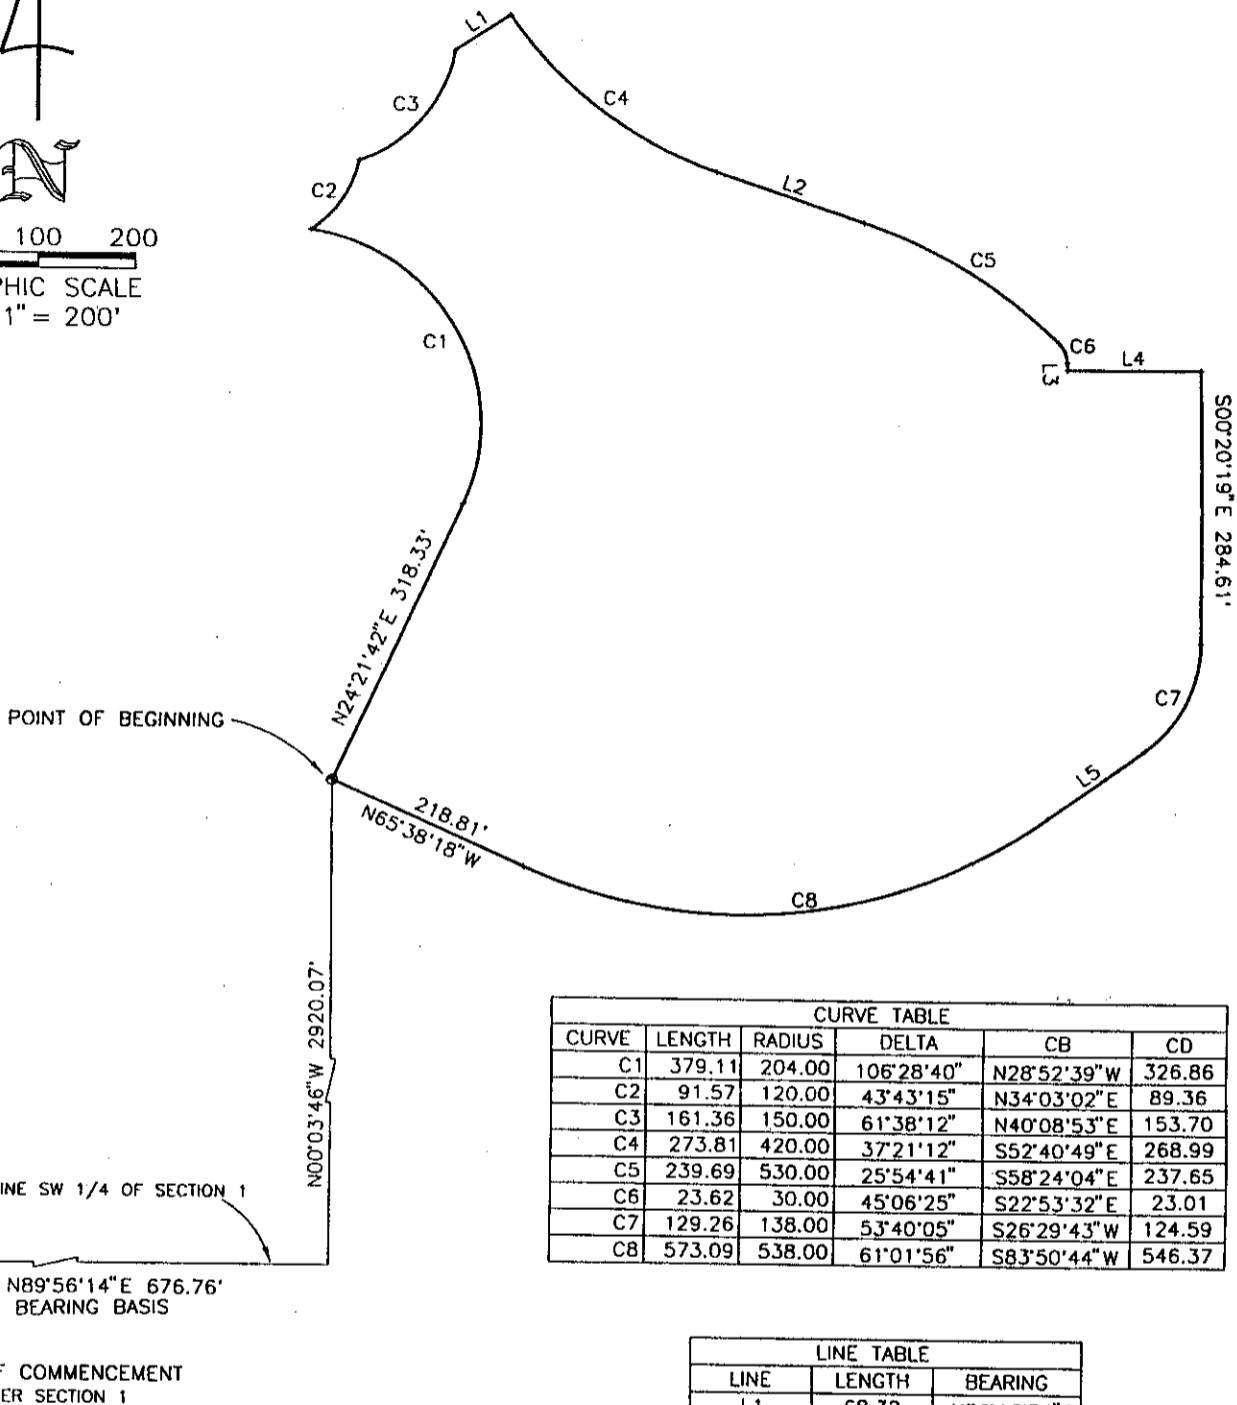 N
100 200
PHIC SCALE
1"= 200'
L1
C3
C4
C2
L2
C1
C5
C6
L3
L4
S00°20'19"E 284.61'
N24°21'42"E 318.33'
C7
POINT OF BEGINNING
L5
218.81'
N65°38'18"W
C8
N00°03'46"W 2920.07'
INE SW 1/4 OF SECTION 1
N89°56'14"E 676.76'
BEARING BASIS
F COMMENCEMENT
ER SECTION 1
CURVE TABLE
CURVE LENGTH RADIUS DELTA CB CD
C1 379.11 204.00 106°28'40" N28°52'39"W 326.86
C2 91.57 120.00 43°43'15" N34°03'02"E 89.36
C3 161.36 150.00 61°38'12" N40°08'53"E 153.70
C4 273.81 420.00 37°21'12" S52°40'49"E 268.99
C5 239.69 530.00 25°54'41" S58°24'04"E 237.65
C6 23.62 30.00 45°06'25" S22°53'32"E 23.01
C7 129.26 138.00 53°40'05" S26°29'43"W 124.59
C8 573.09 538.00 61°01'56" S83°50'44"W 546.37
LINE TABLE
LINE LENGTH BEARING
L1